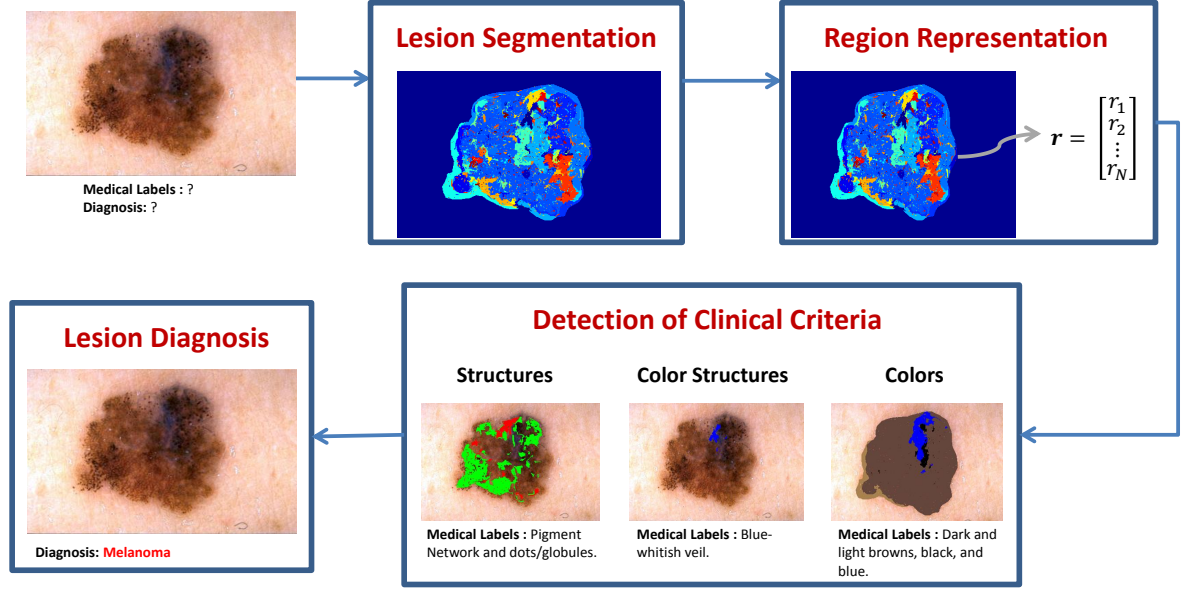 Medical Labels : ?
Diagnosis: ?
Lesion Segmentation
Region Representation
r =
r1
r2
⋮
rN
Detection of Clinical Criteria
Structures
Medical Labels : Pigment
Network and dots/globules.
Color Structures
Medical Labels : Blue-
whitish veil.
Colors
Medical Labels : Dark and
light browns, black, and
blue.
Lesion Diagnosis
Diagnosis: Melanoma